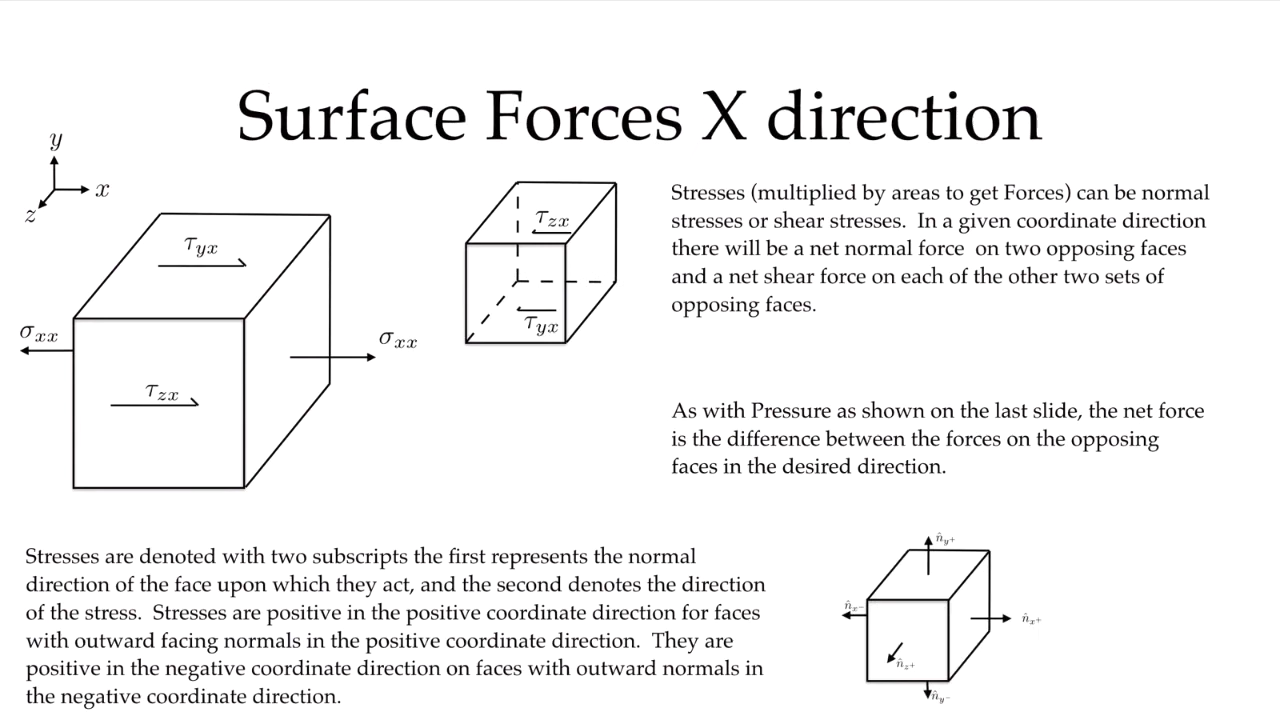 Surface Forces X direction
y
x
z
τyx
σxx
σxx
τzx
τzx
τyx
Stresses (multiplied by areas to get Forces) can be normal
stresses or shear stresses. In a given coordinate direction
there will be a net normal force on two opposing faces
and a net shear force on each of the other two sets of
opposing faces.
As with Pressure as shown on the last slide, the net force
is the difference between the forces on the opposing
faces in the desired direction.
Stresses are denoted with two subscripts the first represents the normal
direction of the face upon which they act, and the second denotes the direction
of the stress. Stresses are positive in the positive coordinate direction for faces
with outward facing normals in the positive coordinate direction. They are
positive in the negative coordinate direction on faces with outward normals in
the negative coordinate direction.
n̂y+
n̂x-
n̂x+
n̂z+
n̂y-